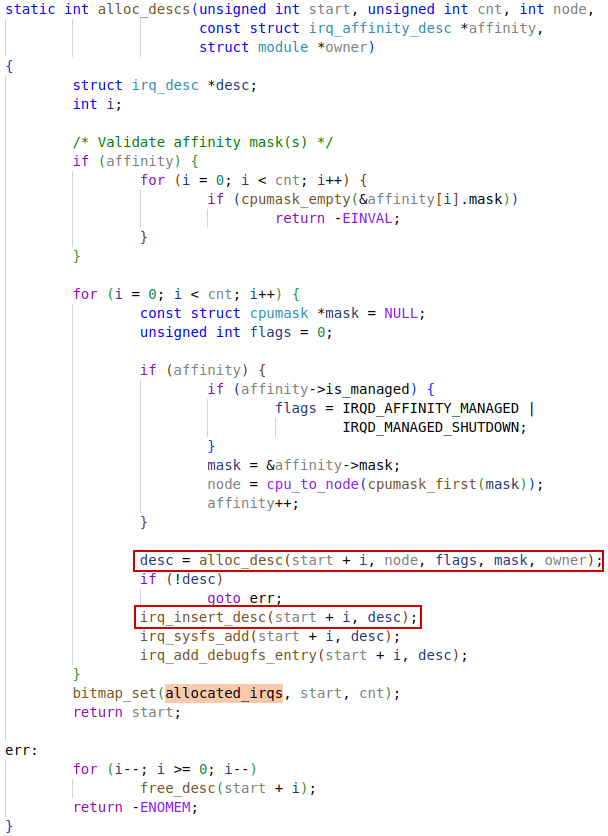 static int alloc_descs(unsigned int start, unsigned int cnt, int node,
                       const struct irq_affinity_desc *affinity,
                       struct module *owner)
{
        struct irq_desc *desc;
        int i;

        /* Validate affinity mask(s) */
        if (affinity) {
                for (i = 0; i < cnt; i++) {
                        if (cpumask_empty(&affinity[i].mask))
                                return -EINVAL;
                }
        }

        for (i = 0; i < cnt; i++) {
                const struct cpumask *mask = NULL;
                unsigned int flags = 0;

                if (affinity) {
                        if (affinity->is_managed) {
                                flags = IRQD_AFFINITY_MANAGED |
                                        IRQD_MANAGED_SHUTDOWN;
                        }
                        mask = &affinity->mask;
                        node = cpu_to_node(cpumask_first(mask));
                        affinity++;
                }

                desc = alloc_desc(start + i, node, flags, mask, owner);
                if (!desc)
                        goto err;
                irq_insert_desc(start + i, desc);
                irq_sysfs_add(start + i, desc);
                irq_add_debugfs_entry(start + i, desc);
        }
        bitmap_set(allocated_irqs, start, cnt);
        return start;

err:
        for (i--; i >= 0; i--)
                free_desc(start + i);
        return -ENOMEM;
}